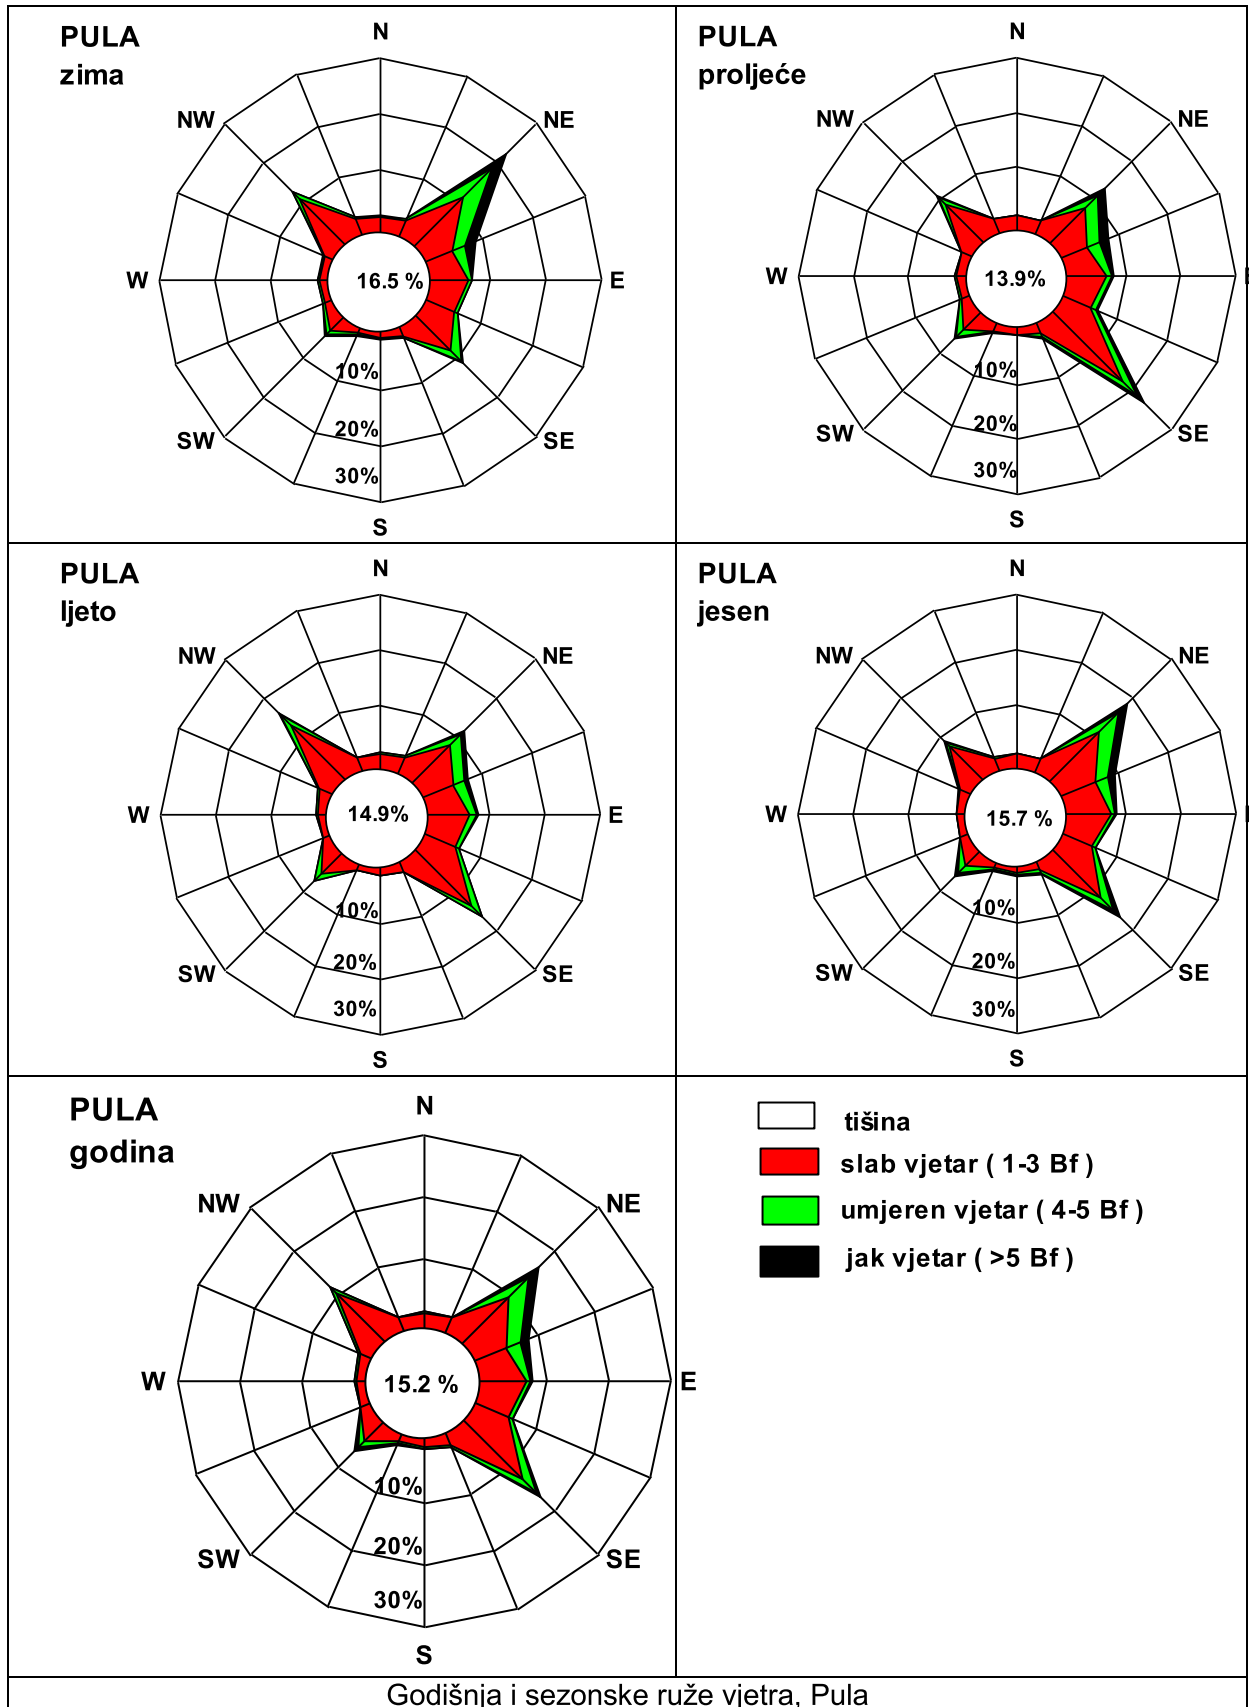 PULA
zima
N
NW
NE
W
16.5 %
E
10%
20%
30%
SW
SE
S
PULA
proljeće
N
NW
NE
W
13.9%
10%
20%
30%
SW
SE
S
PULA
ljeto
N
NW
NE
W
14.9%
E
10%
20%
30%
SW
SE
S
PULA
jesen
N
NW
NE
W
15.7 %
10%
20%
30%
SW
SE
S
PULA
godina
N
NW
NE
W
15.2 %
E
10%
20%
30%
SW
SE
S
tišina
slab vjetar ( 1-3 Bf )
umjeren vjetar ( 4-5 Bf )
jak vjetar ( >5 Bf )
Godišnja i sezonske ruže vjetra, Pula